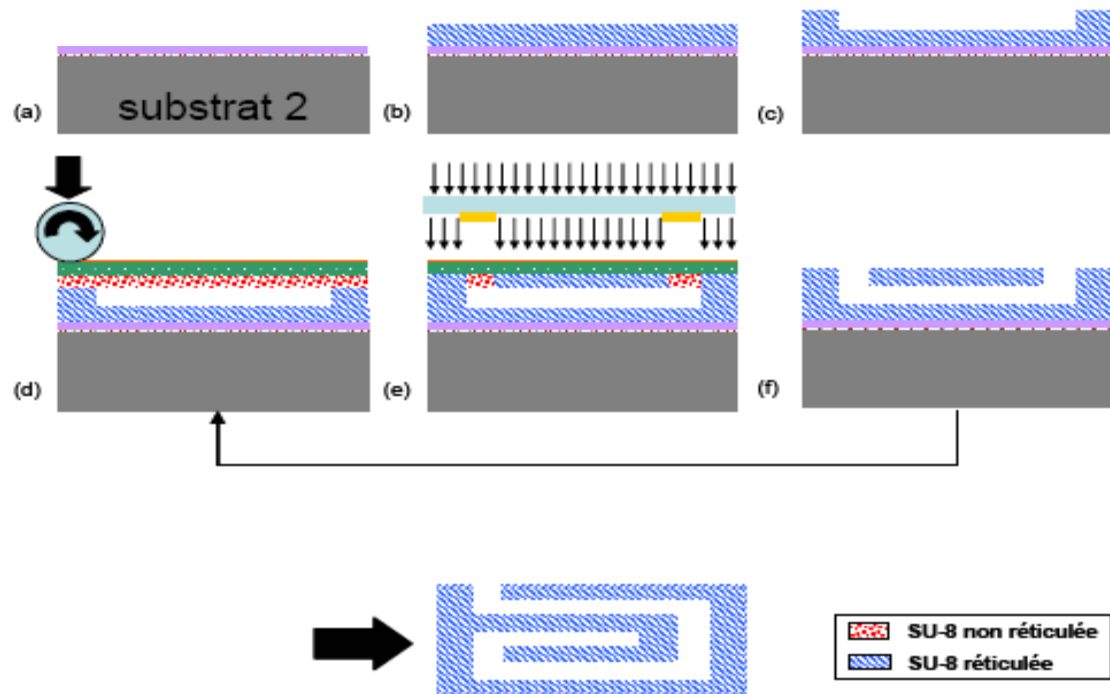 (a)
substrat 2
(b)
(c)
(d)
(e)
(f)
SU-8 non réticulée
SU-8 réticulée